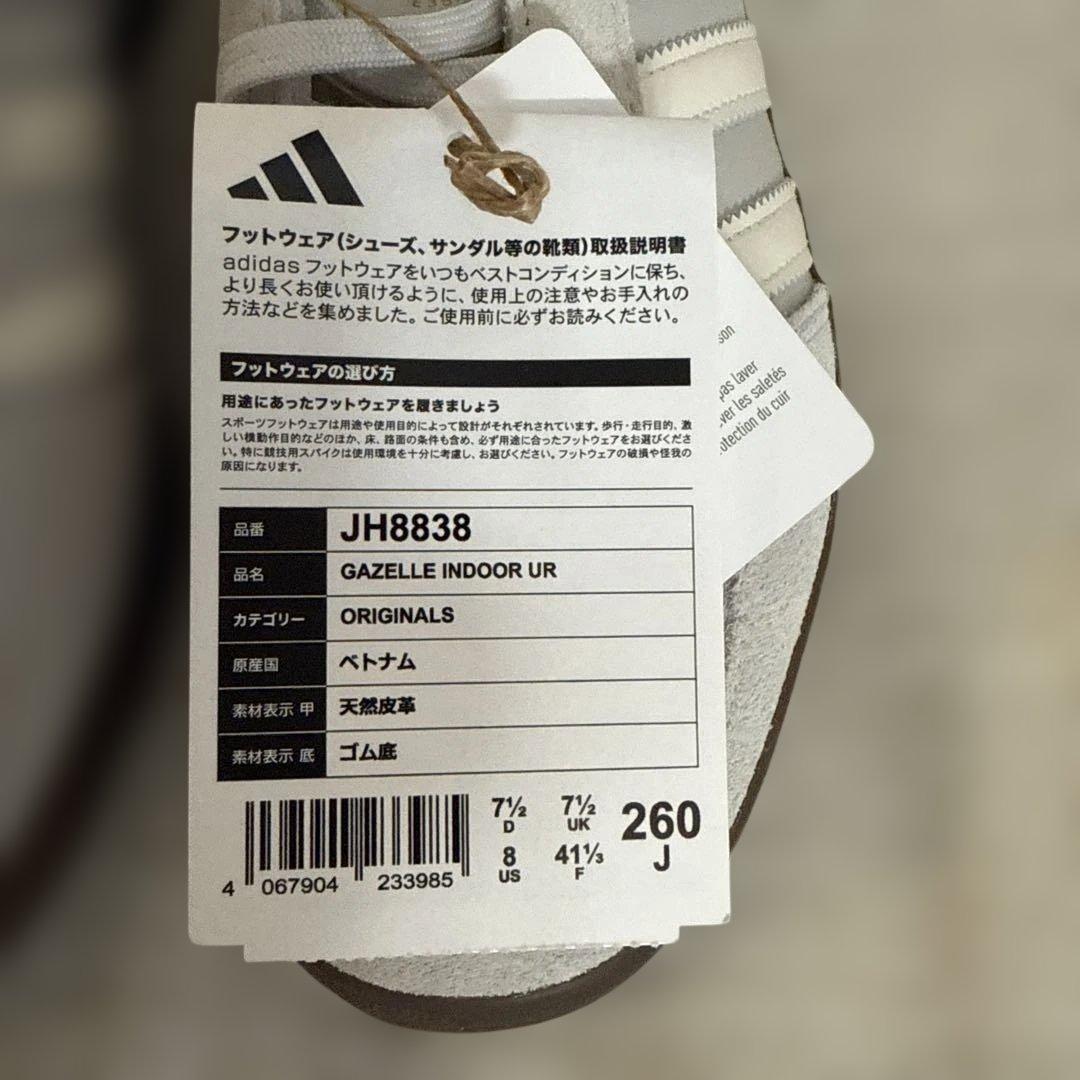 フットウェア(シューズ、サンダル等の靴類)取扱説明書
adidas フットウェアをいつもベストコンディションに保ち、
より長くお使い頂けるように、使用上の注意やお手入れの
方法などを集めました。ご使用前に必ずお読みください。
フットウェアの選び方
用途にあったフットウェアを履きましょう
スポーツフットウェアは用途や使用目的によって設計がそれぞれされています。歩行・走行目的、激
しい横動作目的などのほか、床、路面の条件も含め、必ず用途に合ったフットウェアをお選びくださ
い。特に競技用スパイクは使用環境を十分に考慮し、お選びください。フットウェアの破損や怪我の
原因になります。
品番 JH8838
品名 GAZELLE INDOOR UR
カテゴリー ORIGINALS
原産国 ベトナム
素材表示 甲 天然皮革
素材表示 底 ゴム底
7½ D 7½ UK 260 J
8 US 41⅓ F
4 067904 233985
pas laver
les saletés
du cuir